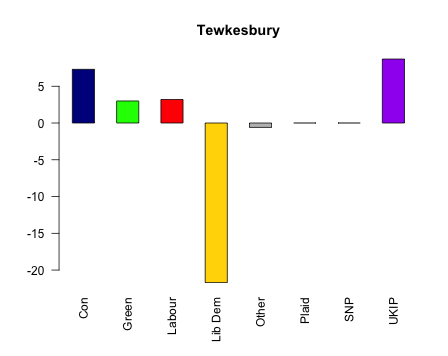 Tewkesbury
5
0
-5
-10
-15
-20
Con
Green
Labour
Lib Dem
Other
Plaid
SNP
UKIP